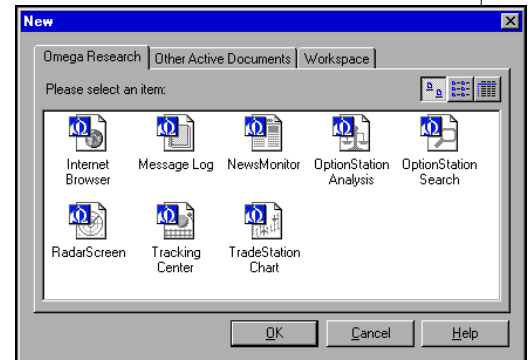 New
Omega Research Other Active Documents Workspace
Please select an item:
Internet Browser Message Log NewsMonitor OptionStation Analysis OptionStation Search
RadarScreen Tracking Center TradeStation Chart
OK Cancel Help